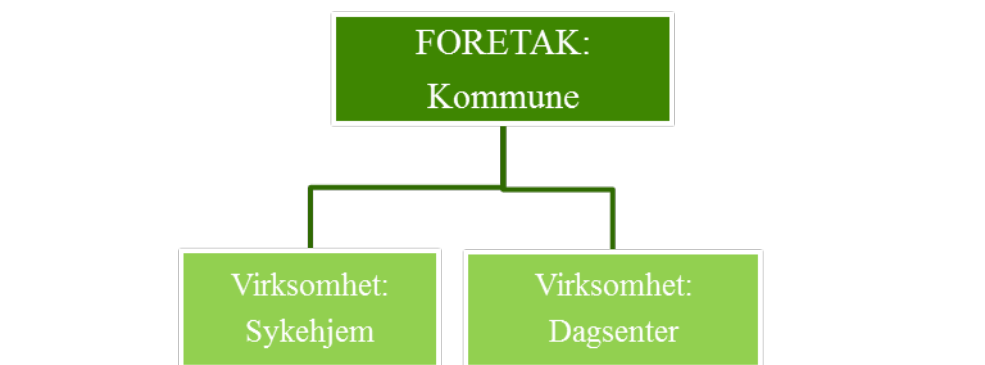 FORETAK:
Kommune
Virksomhet:
Sykehjem
Virksomhet:
Dagsenter